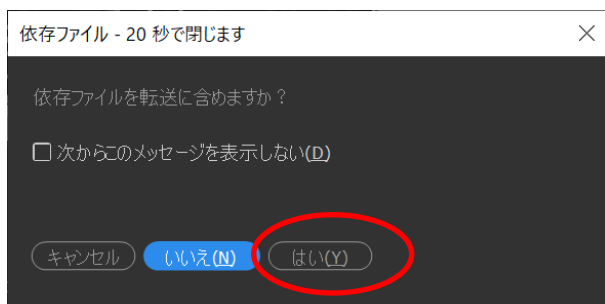 依存ファイル - 20 秒で閉じます
依存ファイルを転送に含めますか？
次からこのメッセージを表示しない(D)
キャンセル いいえ(N) はい(Y)